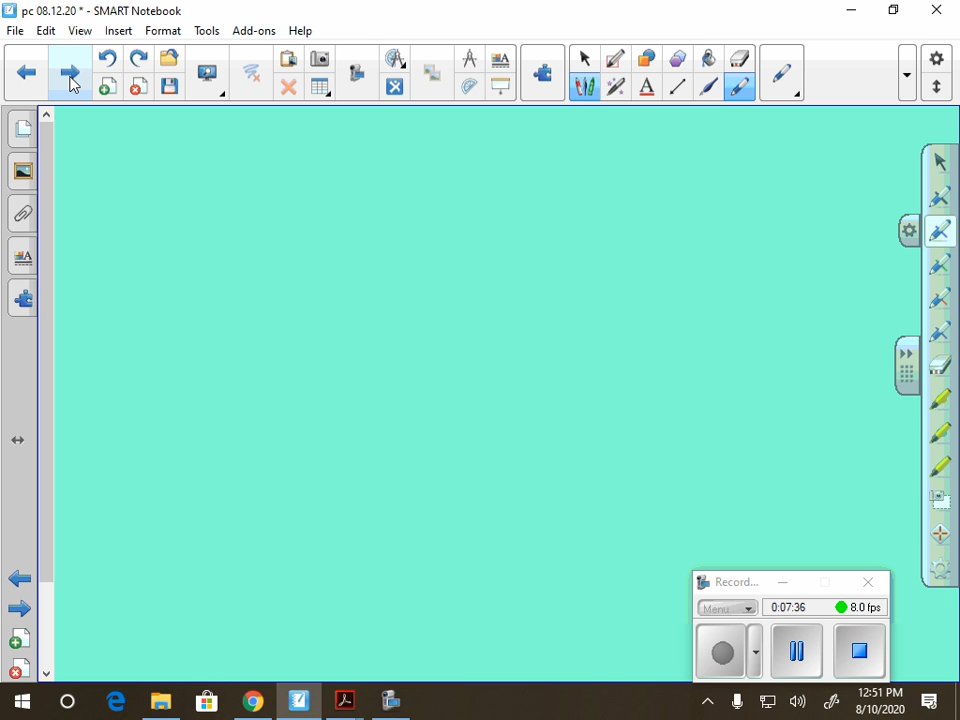 pc 08.12.20 * - SMART Notebook
File Edit View Insert Format Tools Add-ons Help
Record...
Menu 0:07:36 8.0 fps
12:51 PM
8/10/2020